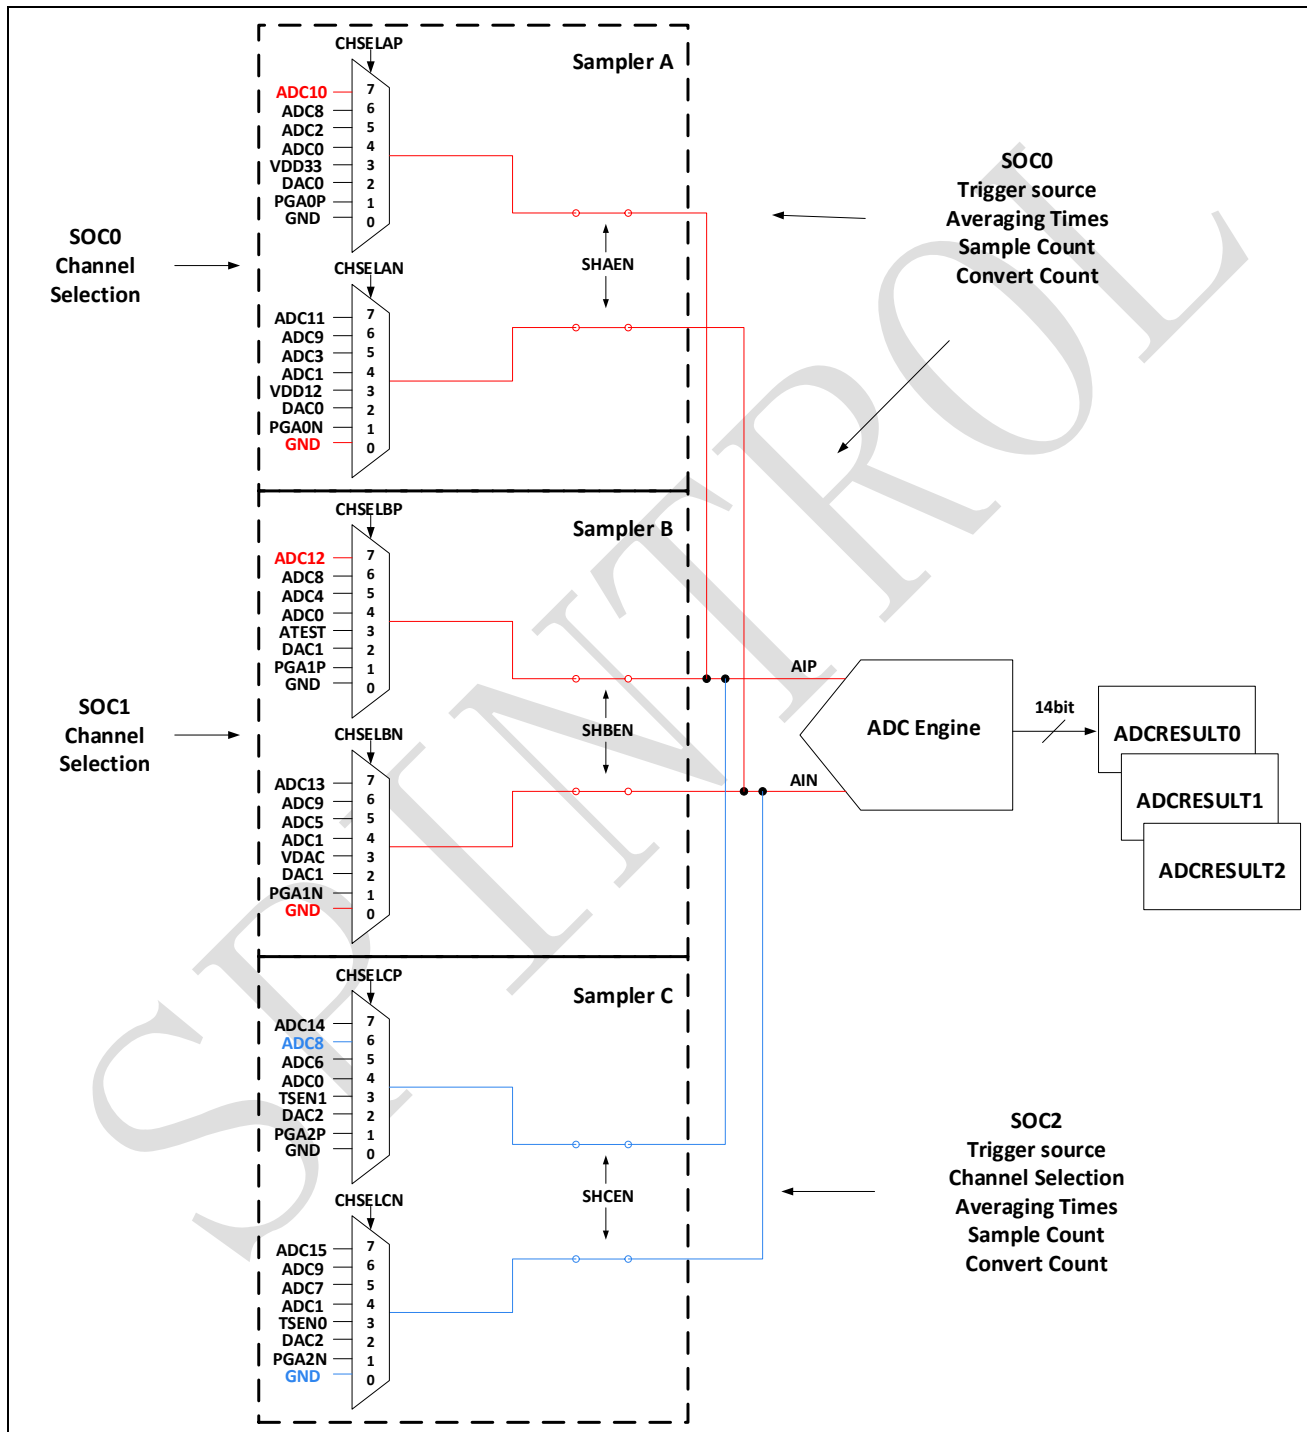 CHSELAP
Sampler A
ADC10
7
ADC8
6
ADC2
5
ADC0
4
VDD33
3
DAC0
2
PGA0P
1
GND
0
SOC0
Channel
Selection
SHAEN
SOC0
Trigger source
Averaging Times
Sample Count
Convert Count
CHSELAN
ADC11
7
ADC9
6
ADC3
5
ADC1
4
VDD12
3
DAC0
2
PGA0N
1
GND
0
CHSELBP
Sampler B
ADC12
7
ADC8
6
ADC4
5
ADC0
4
ATEST
3
DAC1
2
PGA1P
1
GND
0
SOC1
Channel
Selection
SHBEN
CHSELBN
ADC13
7
ADC9
6
ADC5
5
ADC1
4
VDAC
3
DAC1
2
PGA1N
1
GND
0
AIP
AIN
ADC Engine
14bit
ADCRESULT0
ADCRESULT1
ADCRESULT2
CHSELCP
Sampler C
ADC14
7
ADC8
6
ADC6
5
ADC0
4
TSEN1
3
DAC2
2
PGA2P
1
GND
0
SHCEN
SOC2
Trigger source
Channel Selection
Averaging Times
Sample Count
Convert Count
CHSELCN
ADC15
7
ADC9
6
ADC7
5
ADC1
4
TSEN0
3
DAC2
2
PGA2N
1
GND
0
SPINTROL